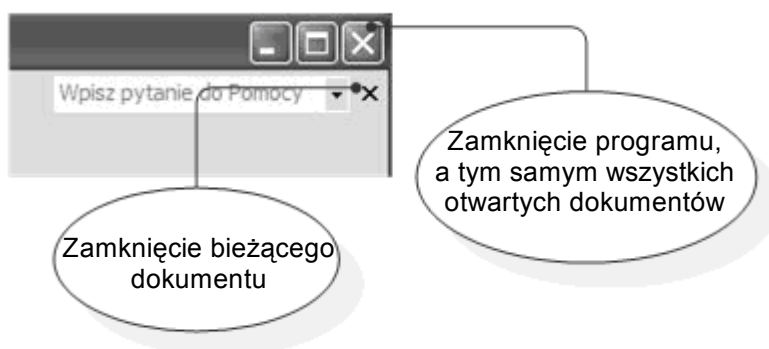 Wpisz pytanie do Pomocy
Zamknięcie programu,
a tym samym wszystkich
otwartych dokumentów
Zamknięcie bieżącego
dokumentu